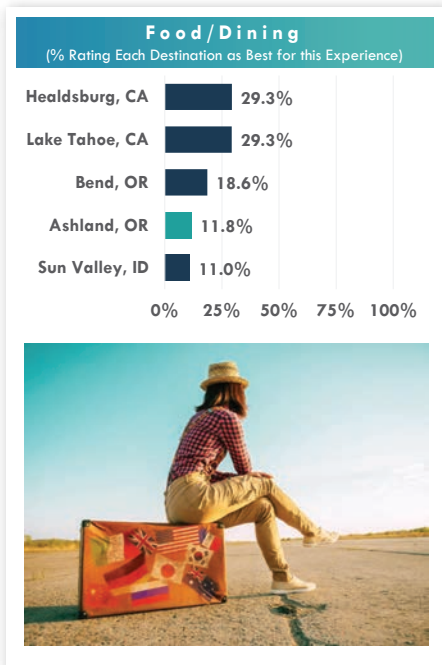 Food/Dining
(% Rating Each Destination as Best for this Experience)
Healdsburg, CA 29.3%
Lake Tahoe, CA 29.3%
Bend, OR 18.6%
Ashland, OR 11.8%
Sun Valley, ID 11.0%
0% 25% 50% 75% 100%